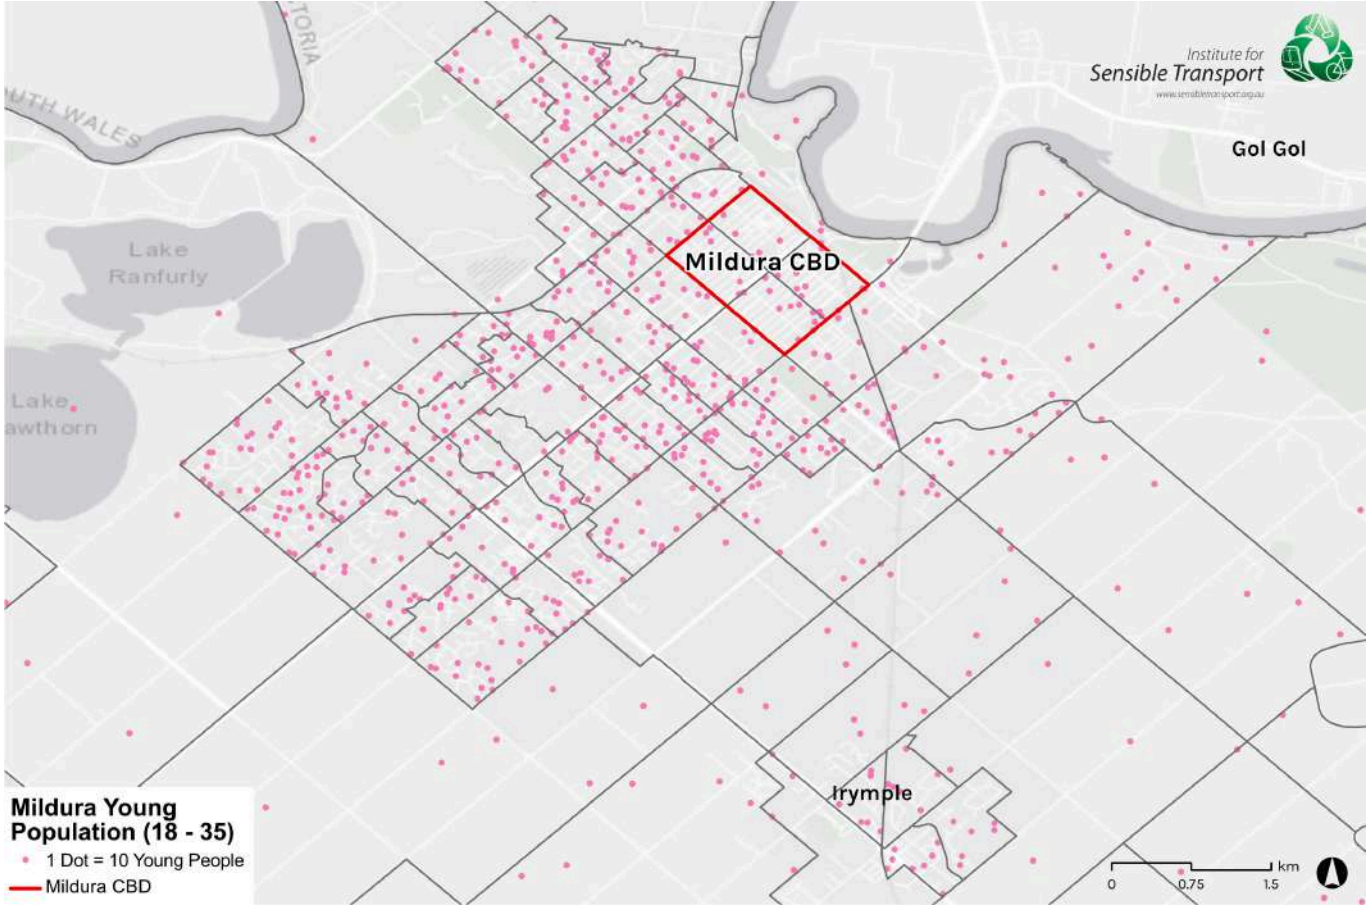 TORIA
OUTH WALES
Institute for
Sensible Transport
www.sensibletransport.org.au
Gol Gol
Lake
Ranfurly
Mildura CBD
Lake
awthorn
Irymple
Mildura Young
Population (18 - 35)
1 Dot = 10 Young People
Mildura CBD
km
0 0.75 1.5